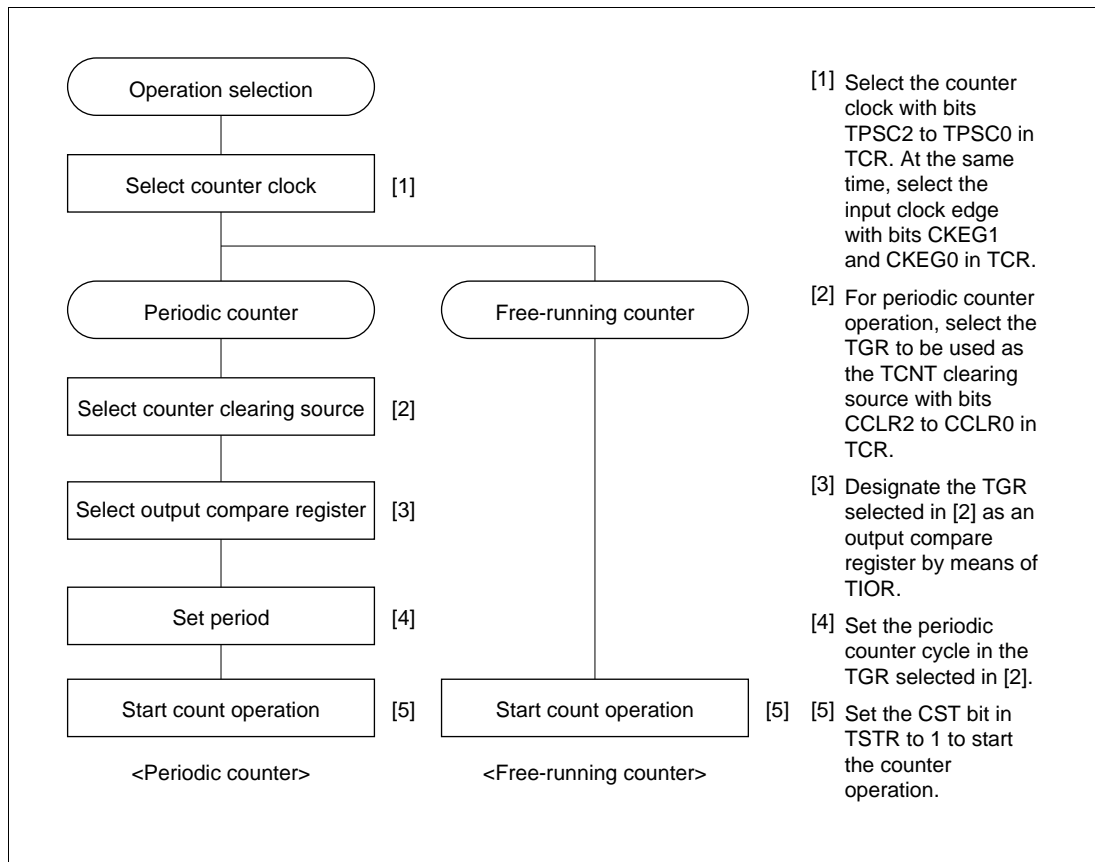 Operation selection
Select counter clock [1]
Periodic counter
Free-running counter
Select counter clearing source [2]
Select output compare register [3]
Set period [4]
Start count operation [5]
Start count operation [5]
<Periodic counter>
<Free-running counter>
[1] Select the counter
clock with bits
TPSC2 to TPSC0 in
TCR. At the same
time, select the
input clock edge
with bits CKEG1
and CKEG0 in TCR.
[2] For periodic counter
operation, select the
TGR to be used as
the TCNT clearing
source with bits
CCLR2 to CCLR0 in
TCR.
[3] Designate the TGR
selected in [2] as an
output compare
register by means of
TIOR.
[4] Set the periodic
counter cycle in the
TGR selected in [2].
[5] Set the CST bit in
TSTR to 1 to start
the counter
operation.